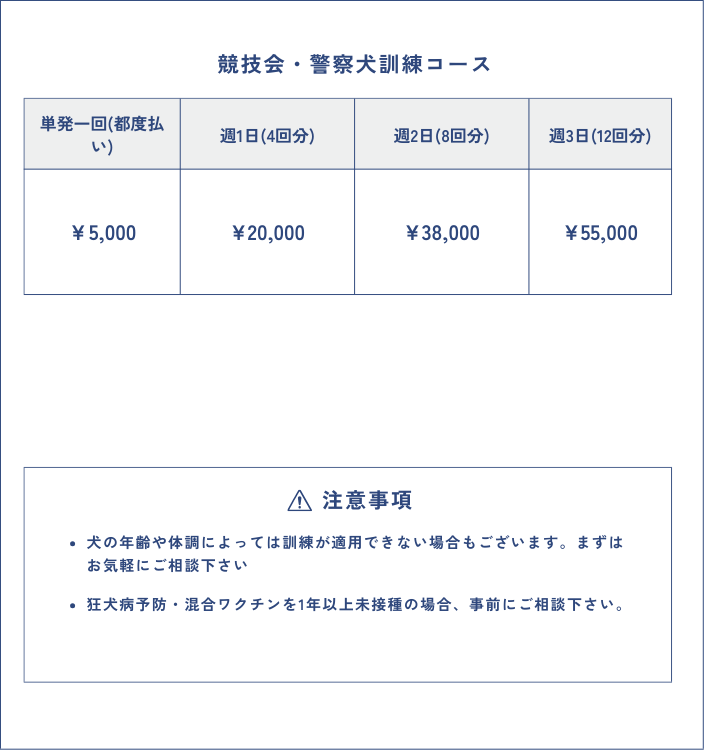 競技会・警察犬訓練コース
単発一回(都度払
い)
週1日(4回分)
週2日(8回分)
週3日(12回分)
￥5,000
￥20,000
￥38,000
￥55,000
注意事項
• 犬の年齢や体調によっては訓練が適用できない場合もございます。まずは
お気軽にご相談下さい
• 狂犬病予防・混合ワクチンを1年以上未接種の場合、事前にご相談下さい。